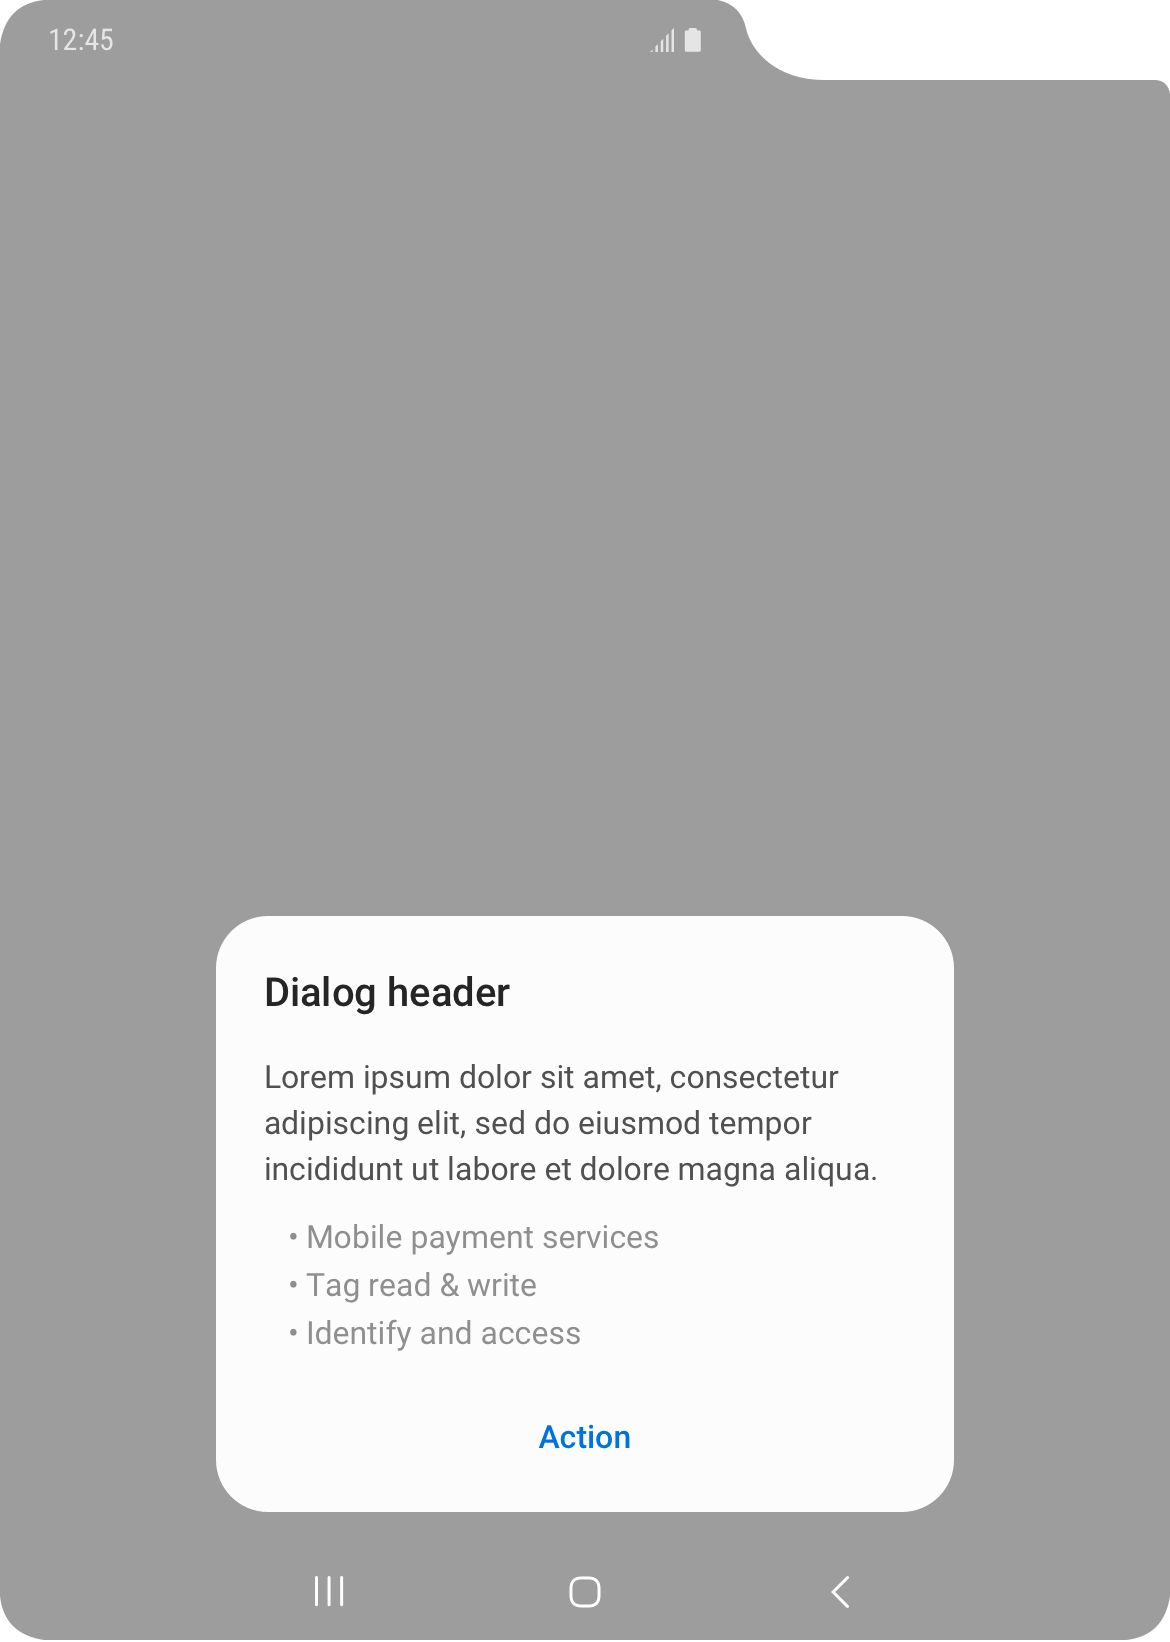 12:45
Dialog header
Lorem ipsum dolor sit amet, consectetur
adipiscing elit, sed do eiusmod tempor
incididunt ut labore et dolore magna aliqua.
• Mobile payment services
• Tag read & write
• Identify and access
Action